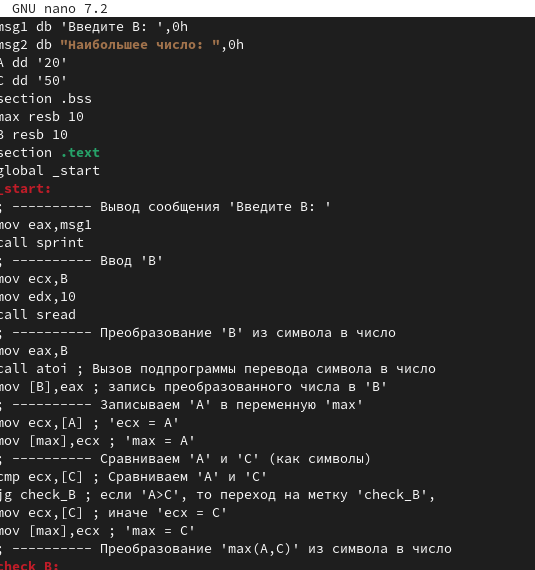 GNU nano 7.2
msg1 db 'Введите B: ',0h
msg2 db "Наибольшее число: ",0h
A dd '20'
C dd '50'
section .bss
max resb 10
B resb 10
section .text
global _start
_start:
; ---------- Вывод сообщения 'Введите B: '
mov eax,msg1
call sprint
; ---------- Ввод 'B'
mov ecx,B
mov edx,10
call sread
; ---------- Преобразование 'B' из символа в число
mov eax,B
call atoi ; Вызов подпрограммы перевода символа в число
mov [B],eax ; запись преобразованного числа в 'B'
; ---------- Записываем 'A' в переменную 'max'
mov ecx,[A] ; 'ecx = A'
mov [max],ecx ; 'max = A'
; ---------- Сравниваем 'A' и 'С' (как символы)
cmp ecx,[C] ; Сравниваем 'A' и 'С'
jg check_B ; если 'A>C', то переход на метку 'check_B',
mov ecx,[C] ; иначе 'ecx = C'
mov [max],ecx ; 'max = C'
; ---------- Преобразование 'max(A,C)' из символа в число
check_B: